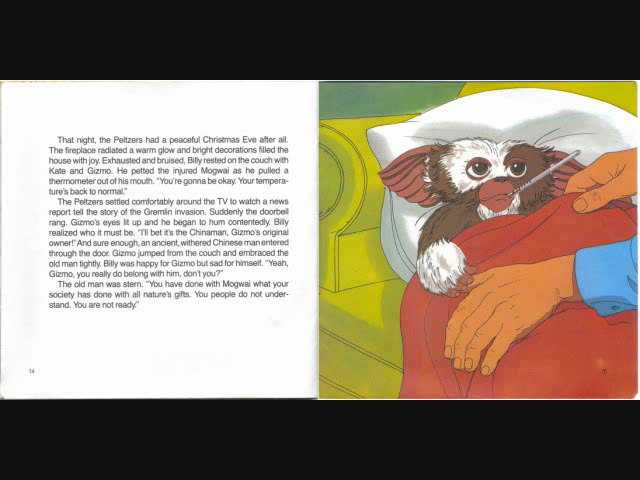 That night, the Peltzers had a peaceful Christmas Eve after all.
The fireplace radiated a warm glow and bright decorations filled the
house with joy. Exhausted and bruised, Billy rested on the couch with
Kate and Gizmo. He petted the injured Mogwai as he pulled a
thermometer out of his mouth. "You're gonna be okay. Your tempera-
ture's back to normal."
The Peltzers settled comfortably around the TV to watch a news
report tell the story of the Gremlin invasion. Suddenly the doorbell
rang. Gizmo's eyes lit up and he began to hum contentedly. Billy
realized who it must be. "I'll bet it's the Chinaman, Gizmo's original
owner!" And sure enough, an ancient, withered Chinese man entered
through the door. Gizmo jumped from the couch and embraced the
old man tightly. Billy was happy for Gizmo but sad for himself. "Yeah,
Gizmo, you really do belong with him, don't you?"
The old man was stern. "You have done with Mogwai what your
society has done with all nature's gifts. You people do not under-
stand. You are not ready."
14
15